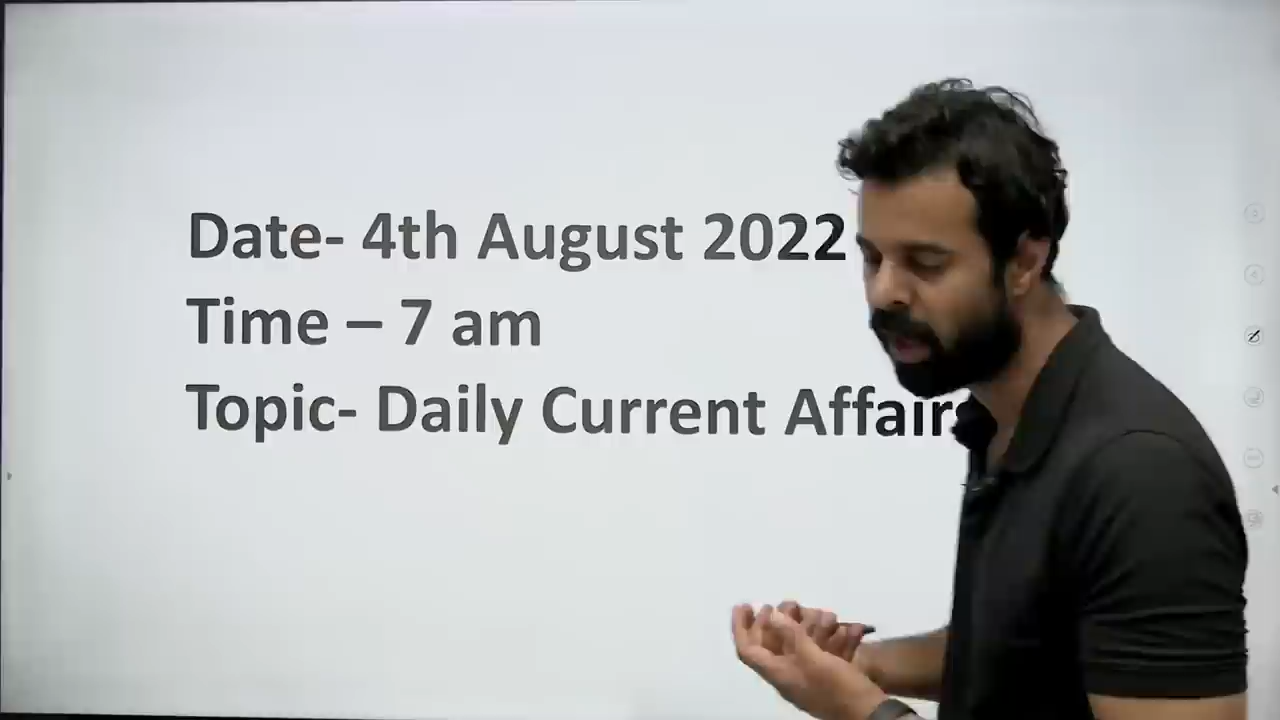 Date- 4th August 2022
Time – 7 am
Topic- Daily Current Affairs